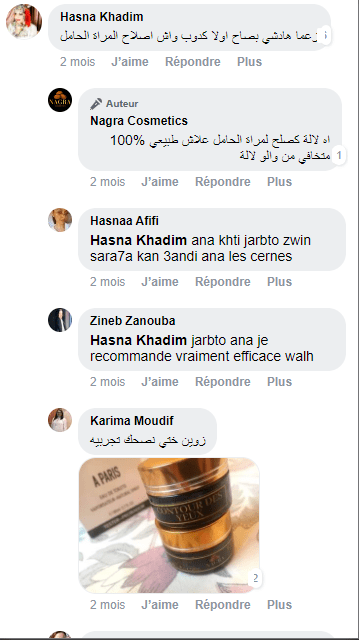 Hasna Khadim
زعما هادشي بصاح اولا كدوب واش اصلاح المراة الحامل
2 mois J'aime Répondre Plus
NAGRA
Auteur
Nagra Cosmetics
اه لالة كصلح لمراة الحامل علاش طبيعي 100%
متخافي من والو لالة
1
2 mois J'aime Répondre Plus
Hasnaa Afifi
Hasna Khadim ana khti jarbto zwin
sara7a kan 3andi ana les cernes
2 mois J'aime Répondre Plus
Zineb Zanouba
Hasna Khadim jarbto ana je
recommande vraiment efficace walh
2 mois J'aime Répondre Plus
Karima Moudif
زوين ختي نصحك تجربيه
A PARIS
EAU DE TOILETTE
CONTOUR DES
YEUX
2
2 mois J'aime Répondre Plus